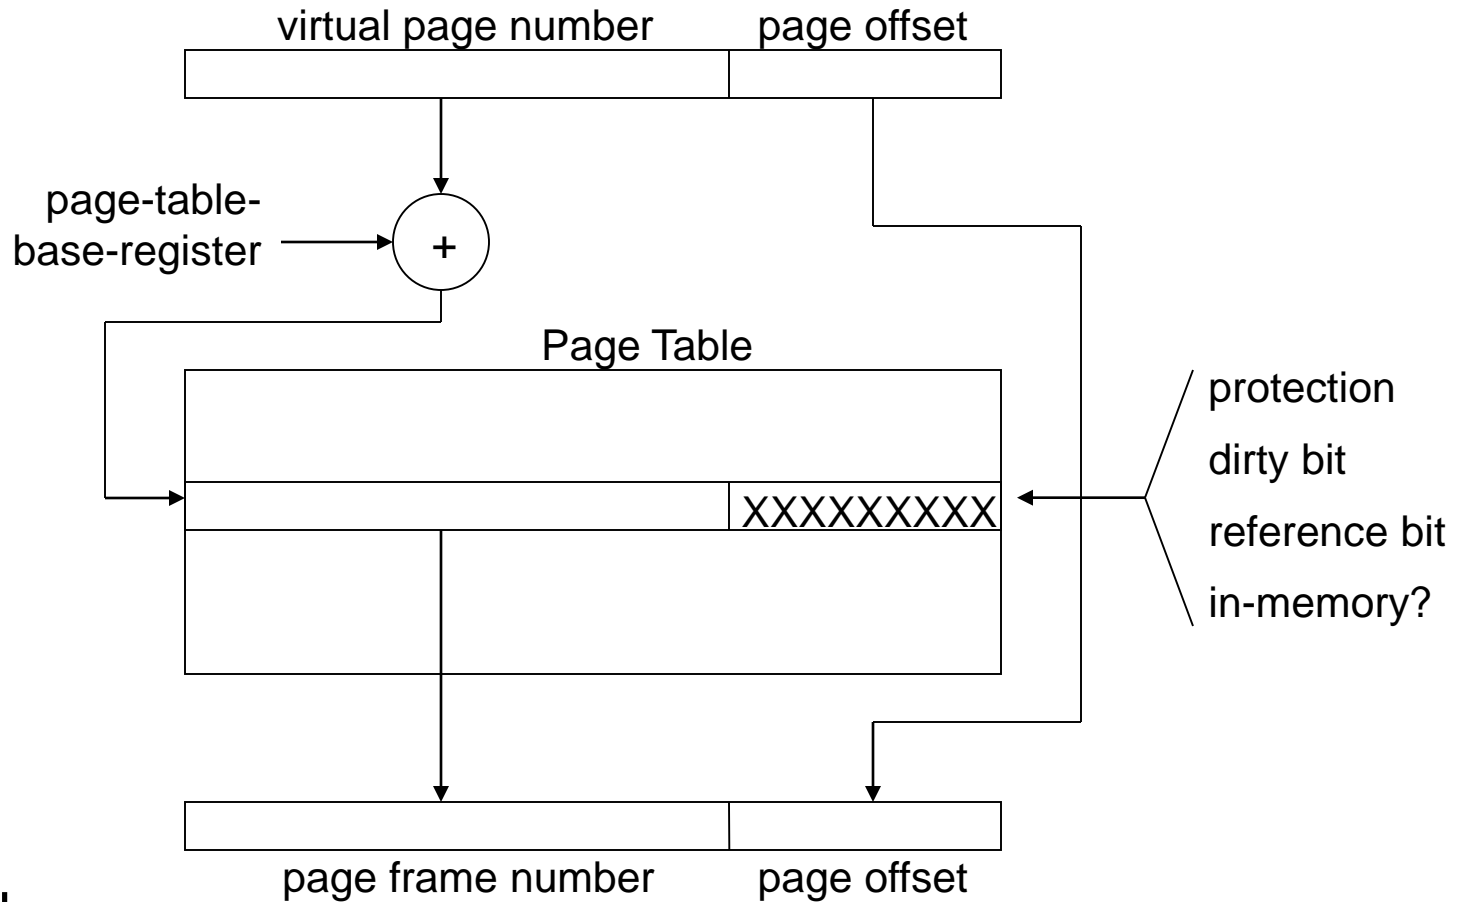 virtual page number page offset
page-table-
base-register
+
Page Table
XXXXXXXXX
protection
dirty bit
reference bit
in-memory?
page frame number page offset